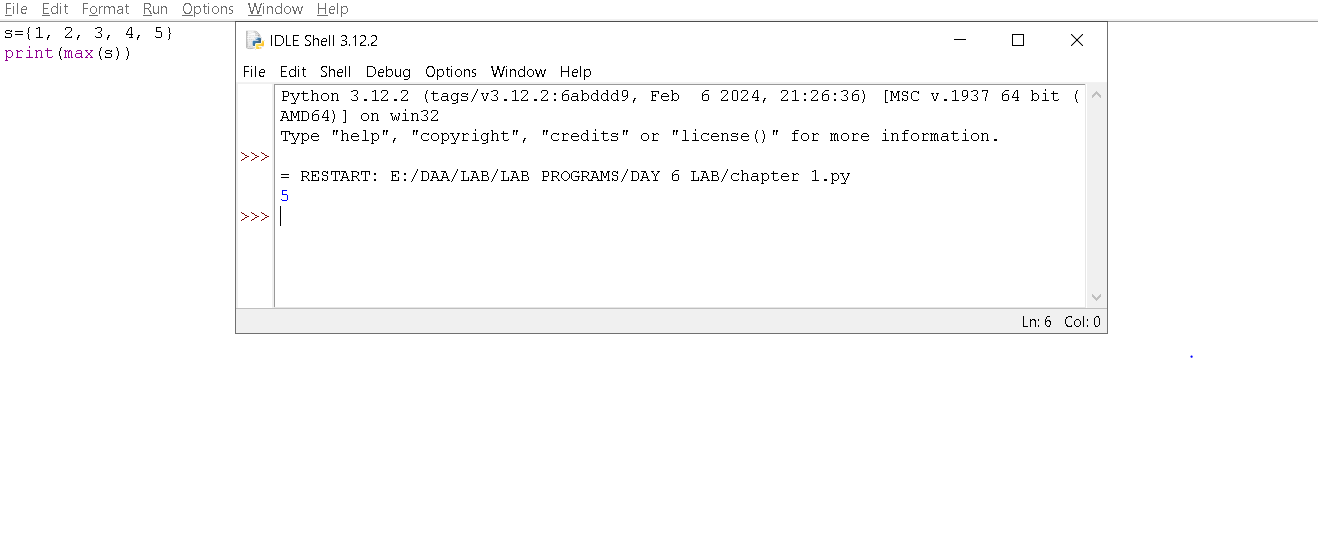 File Edit Format Run Options Window Help
s={1, 2, 3, 4, 5}
print(max(s))
IDLE Shell 3.12.2
File Edit Shell Debug Options Window Help
Python 3.12.2 (tags/v3.12.2:6abddd9, Feb  6 2024, 21:26:36) [MSC v.1937 64 bit (
AMD64)] on win32
Type "help", "copyright", "credits" or "license()" for more information.
>>>
= RESTART: E:/DAA/LAB/LAB PROGRAMS/DAY 6 LAB/chapter 1.py
5
>>>
Ln: 6 Col: 0